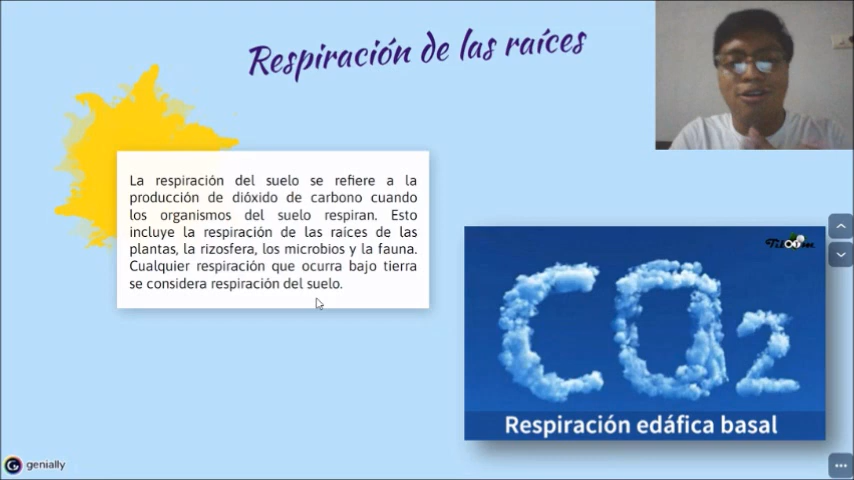 Respiración de las raíces
La respiración del suelo se refiere a la
producción de dióxido de carbono cuando
los organismos del suelo respiran. Esto
incluye la respiración de las raíces de las
plantas, la rizosfera, los microbios y la fauna.
Cualquier respiración que ocurra bajo tierra
se considera respiración del suelo.
CO2
Respiración edáfica basal
genially